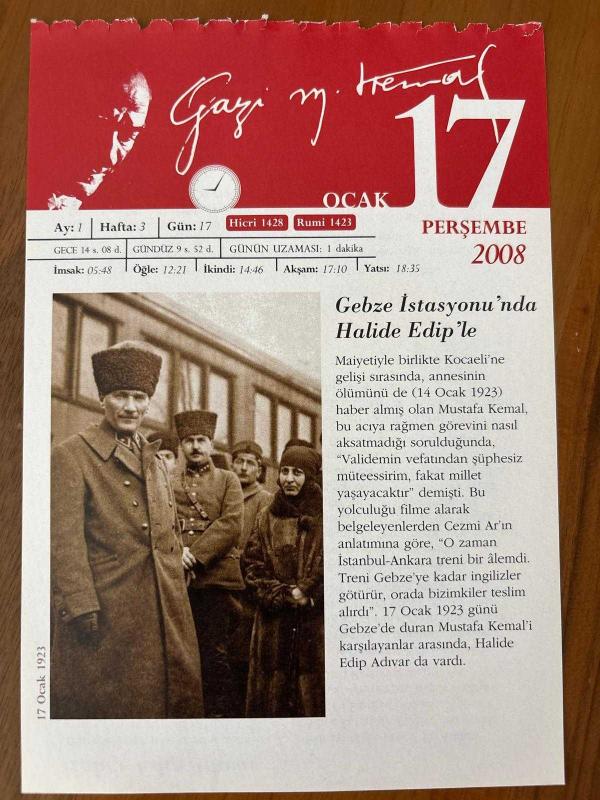 Gazi M. Kemal
OCAK 17
PERŞEMBE
2008
Ay: 1 Hafta: 3 Gün: 17 Hicri 1428 Rumi 1423
GECE 14 s. 08 d. GÜNDÜZ 9 s. 52 d. GÜNÜN UZAMASI: 1 dakika
İmsak: 05:48 Öğle: 12:21 İkindi: 14:46 Akşam: 17:10 Yatsı: 18:35
Gebze İstasyonu’nda
Halide Edip’le
Maiyetiyle birlikte Kocaeli’ne
gelişi sırasında, annesinin
ölümünü de (14 Ocak 1923)
haber almış olan Mustafa Kemal,
bu acıya rağmen görevini nasıl
aksatmadığı sorulduğunda,
“Validemin vefatından şüphesiz
müteessirim, fakat millet
yaşayacaktır” demişti. Bu
yolculuğu filme alarak
belgeleyenlerden Cezmi Ar’ın
anlatımına göre, “O zaman
İstanbul-Ankara treni bir âlemdi.
Treni Gebze’ye kadar ingilizler
götürür, orada bizimkiler teslim
alırdı”. 17 Ocak 1923 günü
Gebze’de duran Mustafa Kemal’i
karşılayanlar arasında, Halide
Edip Adıvar da vardı.
17 Ocak 1923